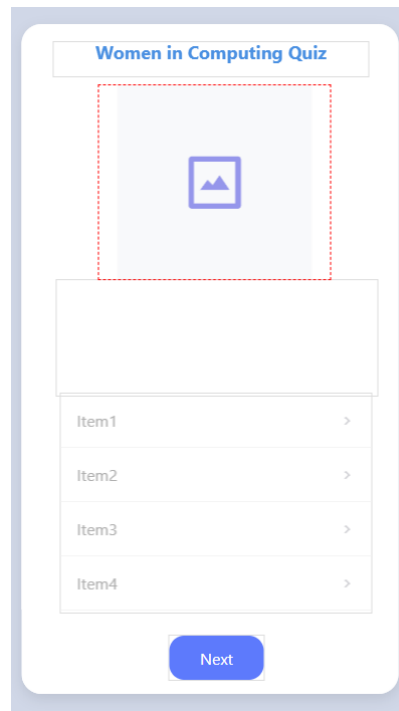 Women in Computing Quiz
Item1
Item2
Item3
Item4
Next